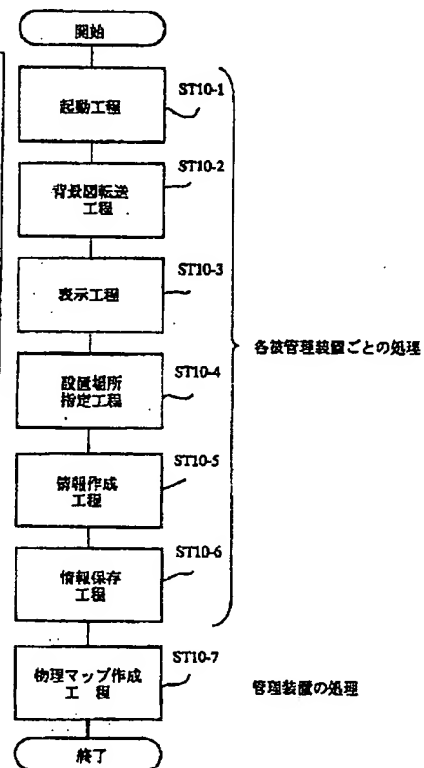 開始
起動工程
ST10-1
背景図転送
工程
ST10-2
表示工程
ST10-3
設置場所
指定工程
ST10-4
情報作成
工程
ST10-5
情報保存
工程
ST10-6
各被管理装置ごとの処理
物理マップ作成
工 程
ST10-7
管理装置の処理
終了